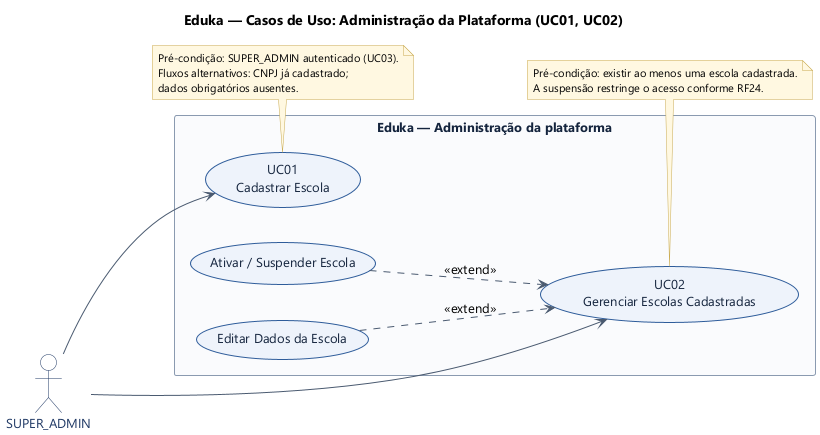 Eduka — Casos de Uso: Administração da Plataforma (UC01, UC02)
Pré-condição: SUPER_ADMIN autenticado (UC03).
Fluxos alternativos: CNPJ já cadastrado;
dados obrigatórios ausentes.
Pré-condição: existir ao menos uma escola cadastrada.
A suspensão restringe o acesso conforme RF24.
Eduka — Administração da plataforma
UC01
Cadastrar Escola
Ativar / Suspender Escola
«extend»
UC02
Gerenciar Escolas Cadastradas
«extend»
Editar Dados da Escola
SUPER_ADMIN